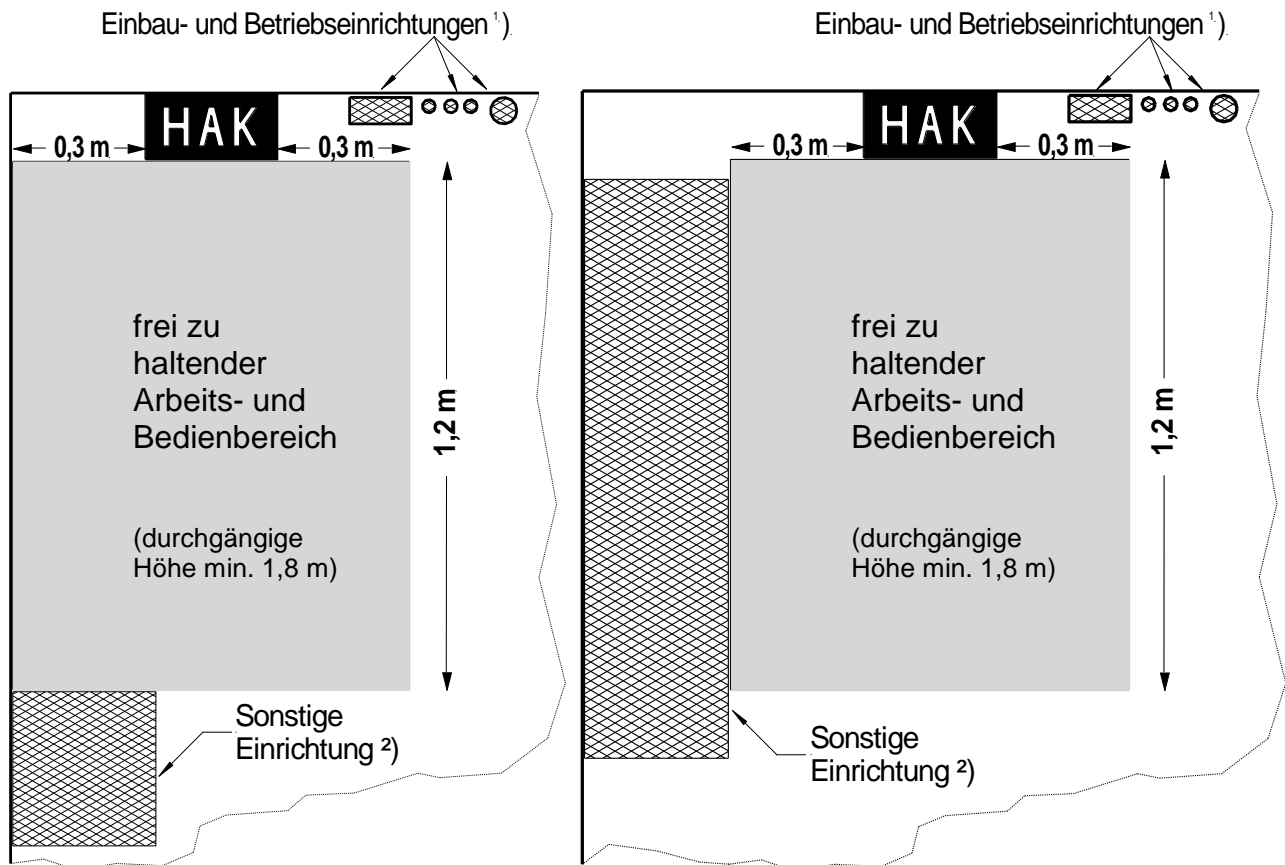 Einbau- und Betriebseinrichtungen ¹·).
HAK
0,3 m
0,3 m
frei zu
haltender
Arbeits- und
Bedienbereich
(durchgängige
Höhe min. 1,8 m)
1,2 m
Sonstige
Einrichtung ²)
Einbau- und Betriebseinrichtungen ¹·).
HAK
0,3 m
0,3 m
frei zu
haltender
Arbeits- und
Bedienbereich
(durchgängige
Höhe min. 1,8 m)
1,2 m
Sonstige
Einrichtung ²)